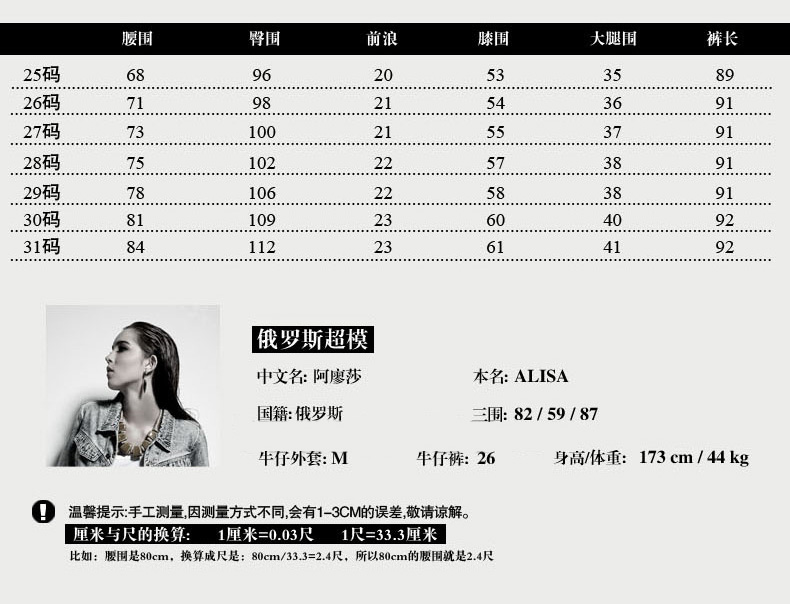 腰围 臀围 前浪 膝围 大腿围 裤长
25码 68 96 20 53 35 89
26码 71 98 21 54 36 91
27码 73 100 21 55 37 91
28码 75 102 22 57 38 91
29码 78 106 22 58 38 91
30码 81 109 23 60 40 92
31码 84 112 23 61 41 92
俄罗斯超模
中文名: 阿廖莎 本名: ALISA
国籍: 俄罗斯 三围: 82 / 59 / 87
牛仔外套: M 牛仔裤: 26 身高/体重: 173 cm / 44 kg
温馨提示:手工测量,因测量方式不同,会有1-3CM的误差,敬请谅解。
厘米与尺的换算: 1厘米=0.03尺 1尺=33.3厘米
比如: 腰围是80cm, 换算成尺是: 80cm/33.3=2.4尺, 所以80cm的腰围就是2.4尺